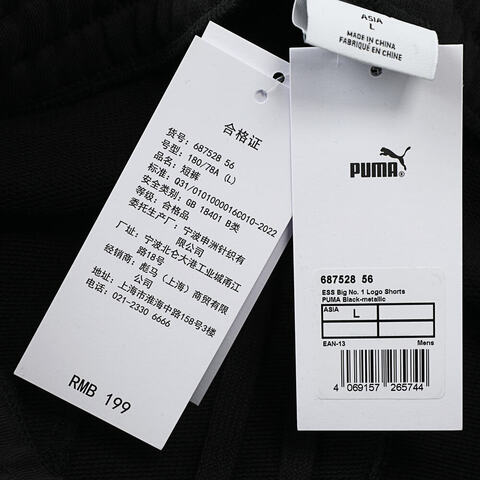 ASIA
L
MADE IN CHINA
FABRIQUÉ EN CHINE
合格证
货号: 687528 56
号型: 180/78A (L)
品名: 短裤
标准: Q31/0101000016O010-2022
安全类别: GB 18401 B类
等级: 合格品
委托生产厂: 宁波申洲针织有
限公司
厂址: 宁波北仑大港工业城甬江
路18号
经销商: 彪马(上海)商贸有限
公司
地址: 上海市淮海中路158号3楼
电话: 021-2330 6666
RMB 199
PUMA
687528 56
ESS Big No. 1 Logo Shorts
PUMA Black-metallic
ASIA L
EAN-13 Mens
4 069157 265744